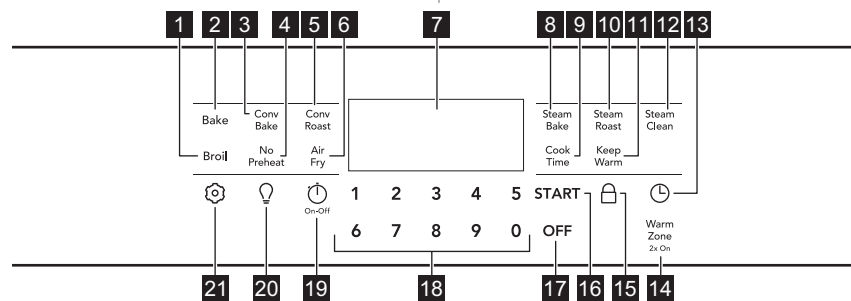 1 2 3 4 5 6 7 8 9 10 11 12 13
Bake Conv Bake Conv Roast Steam Bake Steam Roast Steam Clean
Broil No Preheat Air Fry Cook Time Keep Warm
On-Off 1 2 3 4 5 START
6 7 8 9 0 OFF Warm Zone 2x On
21 20 19 18 17 16 15 14